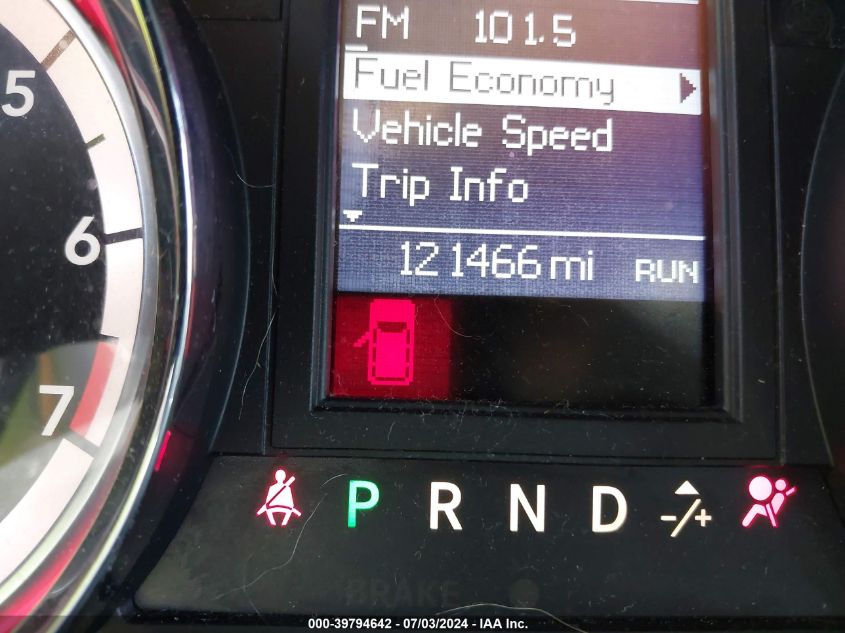 FM 101.5
Fuel Economy
Vehicle Speed
Trip Info
121466 mi RUN
5
6
7
P R N D -/+
BRAKE
000-39794642 - 07/03/2024 - IAA Inc.